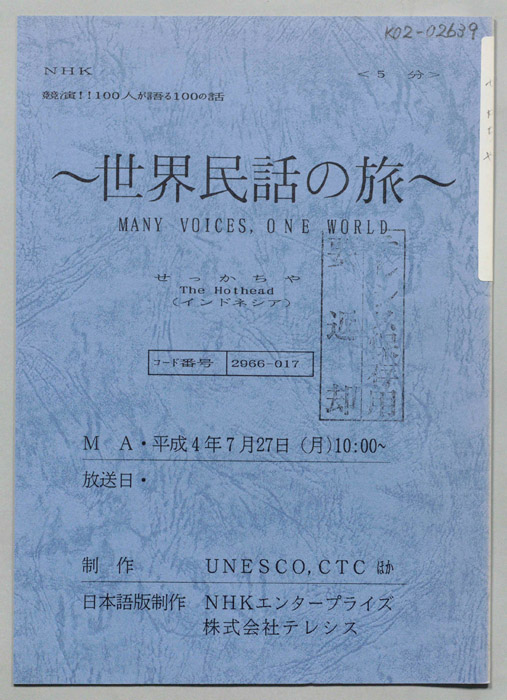 K02-02639
NHK <5 分>
競演!!100人が語る100の話
～世界民話の旅～
MANY VOICES, ONE WORLD
せっかちや
The Hothead
(インドネシア)
要返却
コード番号 2966-017
MA・平成4年7月27日(月)10:00~
放送日・
制作 UNESCO, CTC ほか
日本語版制作 NHKエンタープライズ
株式会社テレシス